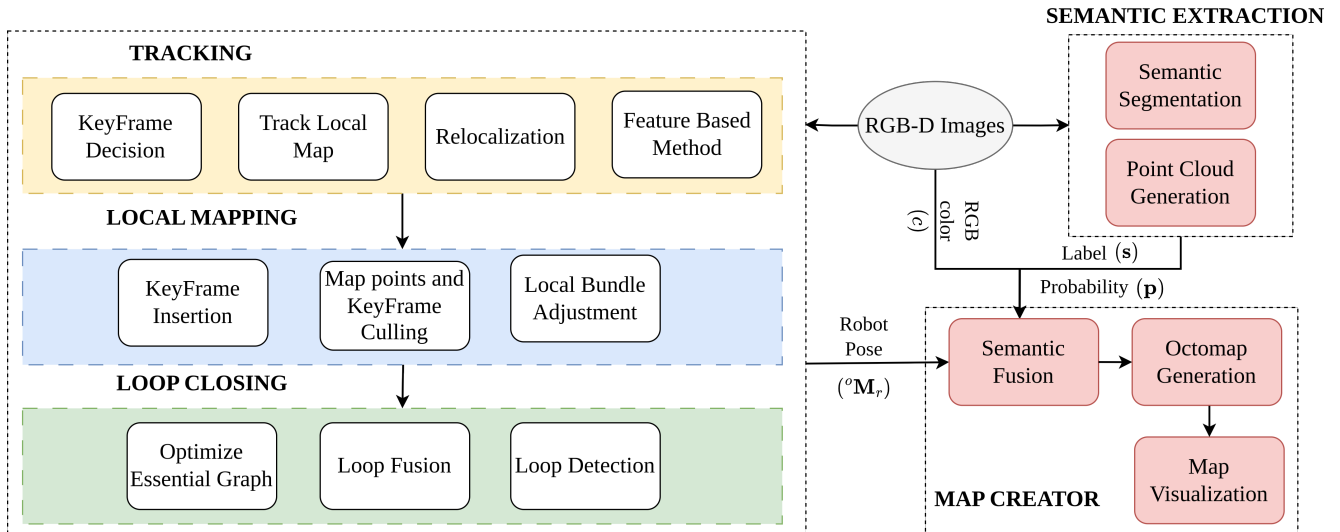 SEMANTIC EXTRACTION
TRACKING
KeyFrame
Decision
Track Local
Map
Relocalization
Feature Based
Method
RGB-D Images
Semantic
Segmentation
Point Cloud
Generation
LOCAL MAPPING
KeyFrame
Insertion
Map points and
KeyFrame
Culling
Local Bundle
Adjustment
RGB
color
(c)
Label (s)
Probability (p)
LOOP CLOSING
Optimize
Essential Graph
Loop Fusion
Loop Detection
Robot
Pose
(ᵒMᵣ)
Semantic
Fusion
Octomap
Generation
Map
Visualization
MAP CREATOR